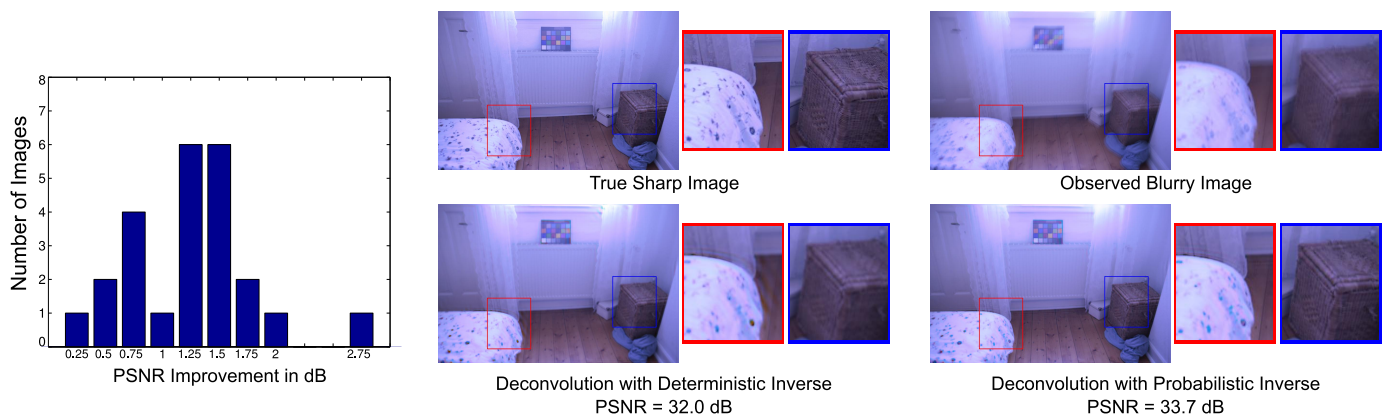 8
7
6
5
4
3
2
1
0
Number of Images
0.25 0.5 0.75 1 1.25 1.5 1.75 2 2.75
PSNR Improvement in dB
True Sharp Image
Observed Blurry Image
Deconvolution with Deterministic Inverse
PSNR = 32.0 dB
Deconvolution with Probabilistic Inverse
PSNR = 33.7 dB